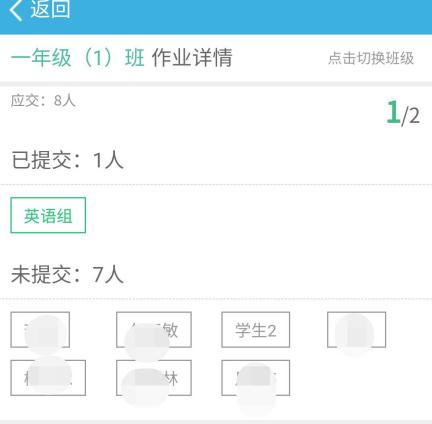 返回
一年级（1）班 作业详情 点击切换班级
应交：8人
1/2
已提交：1人
英语组
未提交：7人
敏 学生2
林